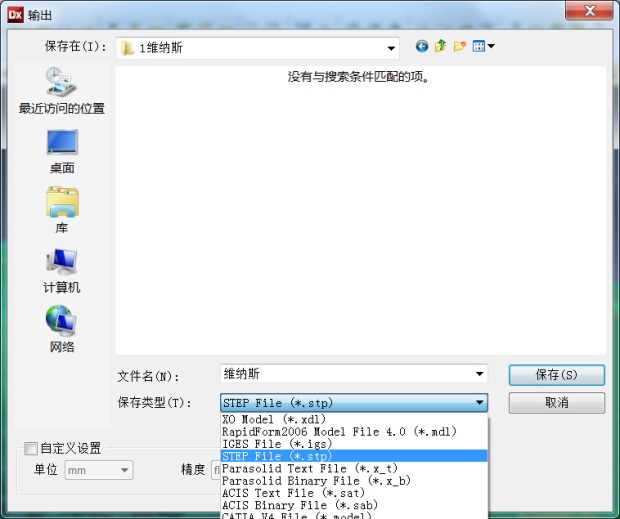 Dx 输出
保存在(I): 1维纳斯
没有与搜索条件匹配的项。
最近访问的位置
桌面
库
计算机
网络
文件名(N): 维纳斯 保存(S)
保存类型(T): STEP File (*.stp) 取消
XO Model (*.xdl)
RapidForm2006 Model File 4.0 (*.mdl)
IGES File (*.igs)
STEP File (*.stp)
Parasolid Text File (*.x_t)
Parasolid Binary File (*.x_b)
ACIS Text File (*.sat)
ACIS Binary File (*.sab)
CATIA V4 File (*.model)
自定义设置
单位 mm 精度